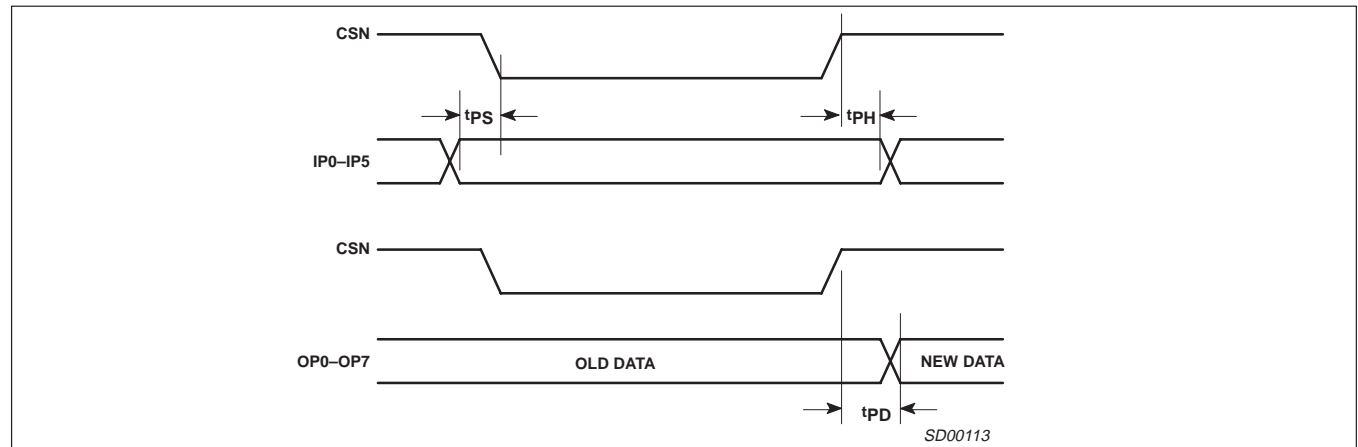 CSN
tPS
tPH
IP0–IP5
CSN
OP0–OP7
OLD DATA
NEW DATA
tPD
SD00113